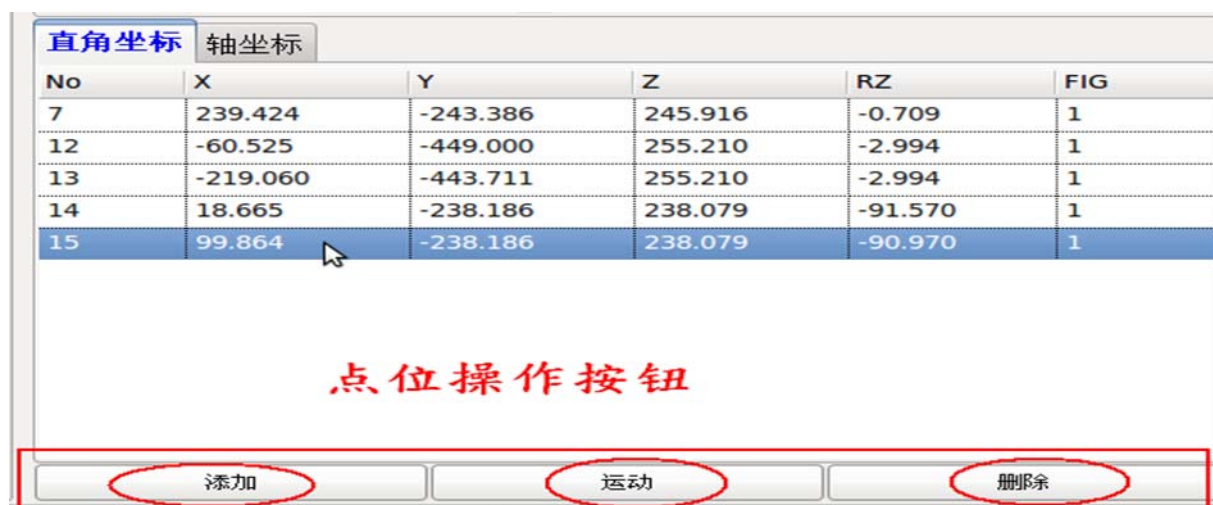 直角坐标 轴坐标
No X Y Z RZ FIG
7 239.424 -243.386 245.916 -0.709 1
12 -60.525 -449.000 255.210 -2.994 1
13 -219.060 -443.711 255.210 -2.994 1
14 18.665 -238.186 238.079 -91.570 1
15 99.864 -238.186 238.079 -90.970 1
点位操作按钮
添加 运动 删除